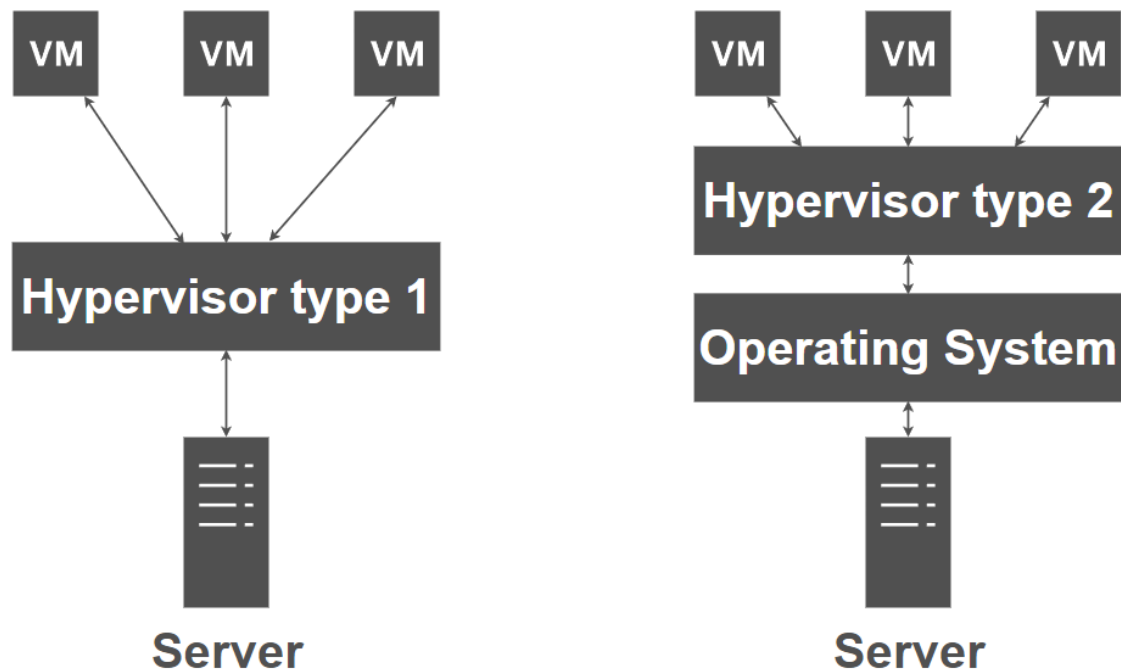 VM VM VM
Hypervisor type 1
Server
VM VM VM
Hypervisor type 2
Operating System
Server